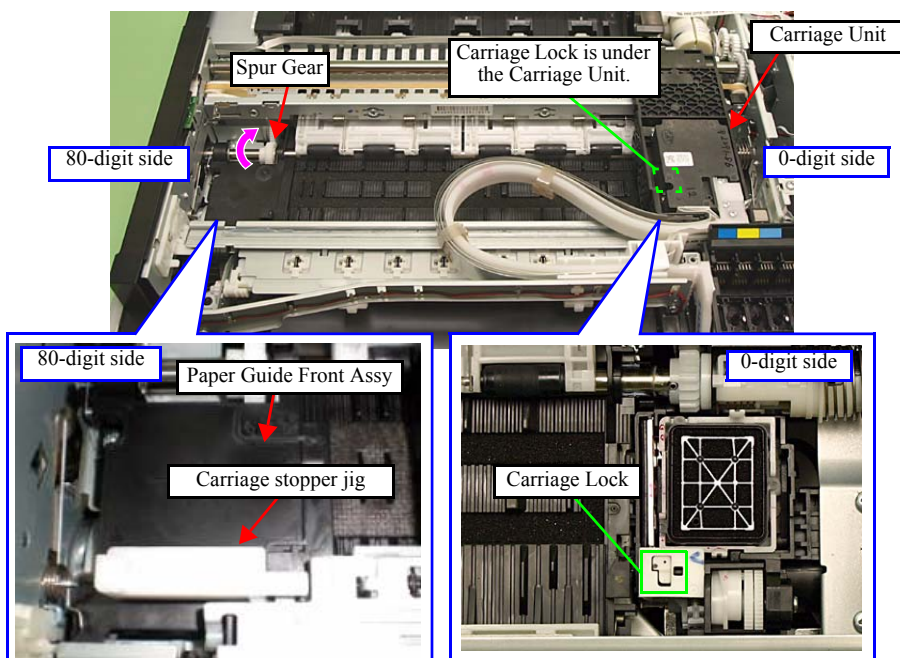 Carriage Unit
Carriage Lock is under
the Carriage Unit.
Spur Gear
80-digit side
0-digit side
80-digit side
Paper Guide Front Assy
Carriage stopper jig
0-digit side
Carriage Lock